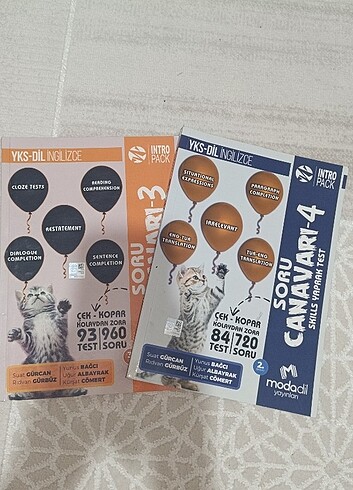 YKS-DİL İNGİLİZCE
INTRO
PACK
CLOZE TESTS
READING
COMPREHENSION
RESTATEMENT
DIALOGUE
COMPLETION
SENTENCE
COMPLETION
SORU
CANAVARI-3
ÇEK - KOPAR
KOLAYDAN ZORA
93 960
TEST SORU
Suat GÜRCAN
Rıdvan GÜRBÜZ
Yunus BAĞCI
Uğur ALBAYRAK
Kürşat CÖMERT
YKS-DİL İNGİLİZCE
INTRO
PACK
SITUATIONAL
EXPRESSIONS
PARAGRAPH
COMPLETION
IRRELEVANT
ENG-TUR
TRANSLATION
TUR-ENG
TRANSLATION
SORU
CANAVARI-4
SKILLS YAPRAK TEST
ÇEK - KOPAR
KOLAYDAN ZORA
84 720
TEST SORU
Suat GÜRCAN
Rıdvan GÜRBÜZ
Yunus BAĞCI
Uğur ALBAYRAK
Kürşat CÖMERT
2.
modadil
yayınları